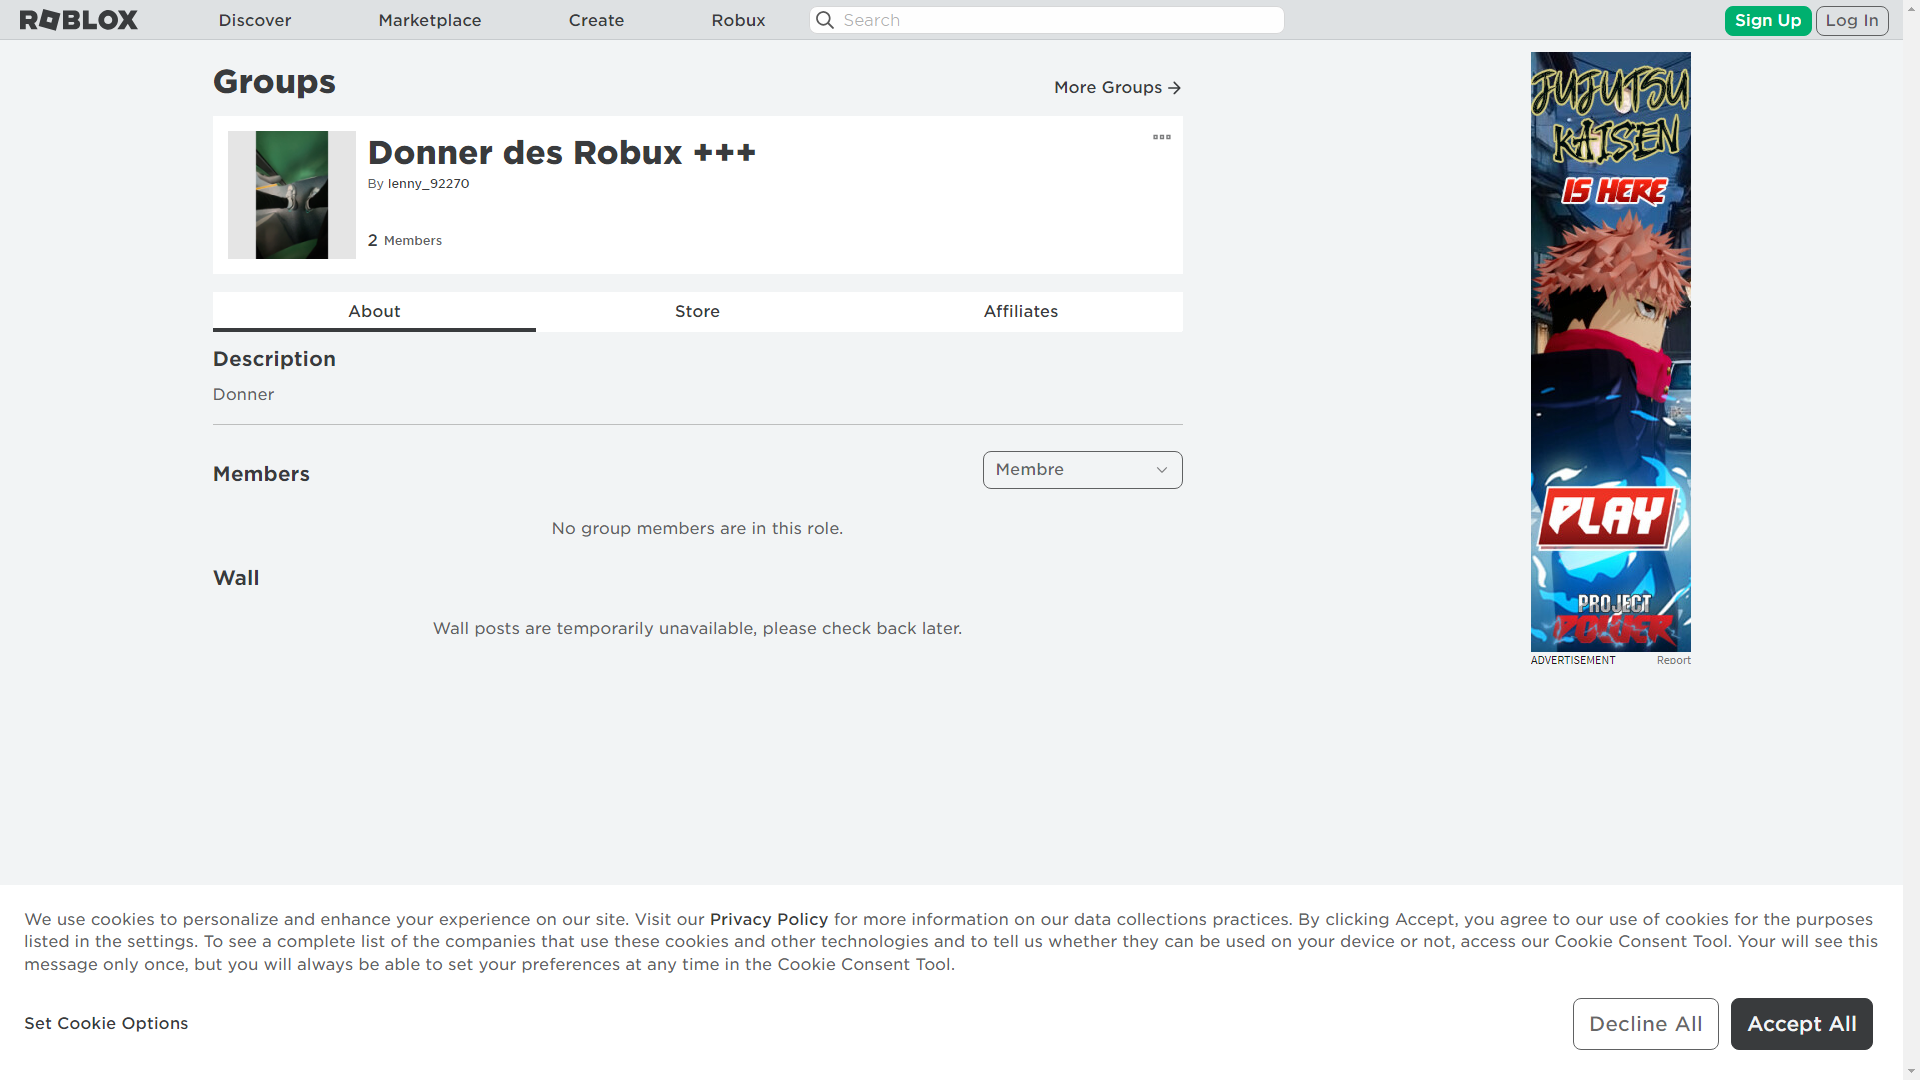 ROBLOX
Discover
Marketplace
Create
Robux
Search
Sign Up
Log In
Groups
More Groups
Donner des Robux +++
By lenny_92270
2 Members
About
Store
Affiliates
Description
Donner
Members
Membre
No group members are in this role.
Wall
Wall posts are temporarily unavailable, please check back later.
JUJUTSU
KAISEN
IS HERE
PLAY
PROJECT
POWER
ADVERTISEMENT
Report
We use cookies to personalize and enhance your experience on our site. Visit our Privacy Policy for more information on our data collections practices. By clicking Accept, you agree to our use of cookies for the purposes
listed in the settings. To see a complete list of the companies that use these cookies and other technologies and to tell us whether they can be used on your device or not, access our Cookie Consent Tool. Your will see this
message only once, but you will always be able to set your preferences at any time in the Cookie Consent Tool.
Set Cookie Options
Decline All
Accept All